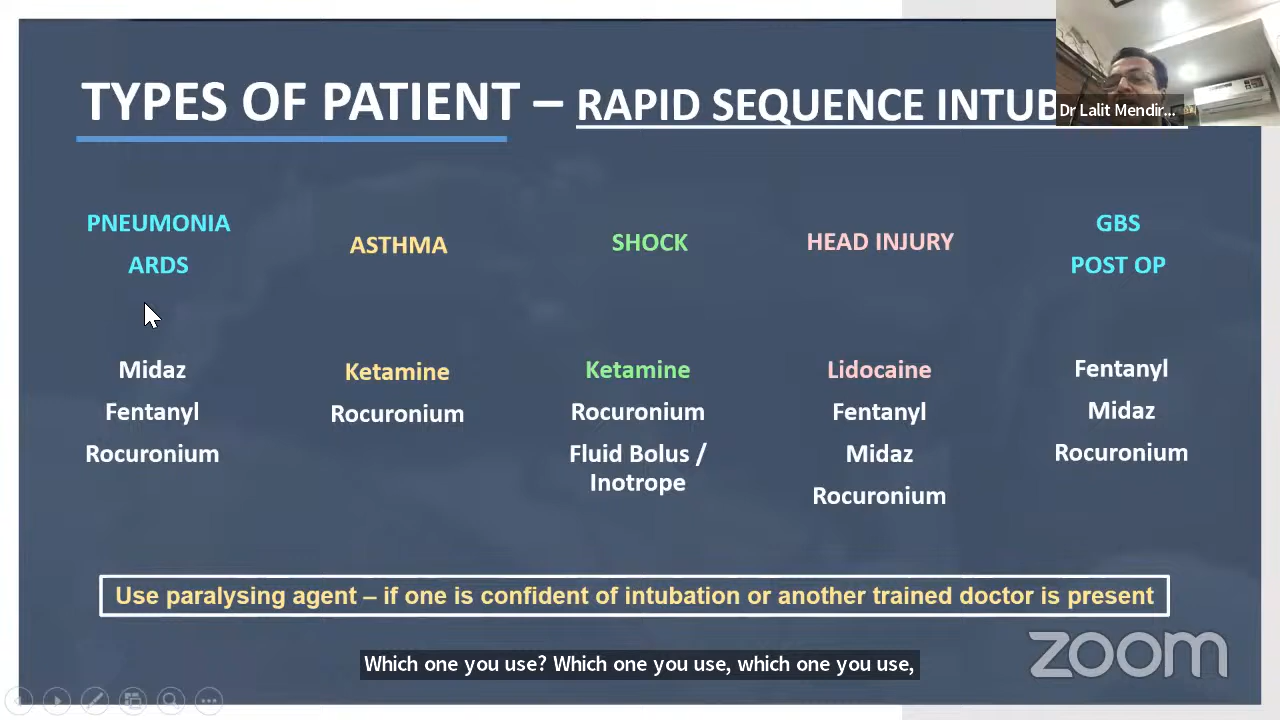 TYPES OF PATIENT – RAPID SEQUENCE INTUB
Dr Lalit Mendir...
PNEUMONIA
ARDS
Midaz
Fentanyl
Rocuronium
ASTHMA
Ketamine
Rocuronium
SHOCK
Ketamine
Rocuronium
Fluid Bolus /
Inotrope
HEAD INJURY
Lidocaine
Fentanyl
Midaz
Rocuronium
GBS
POST OP
Fentanyl
Midaz
Rocuronium
Use paralysing agent – if one is confident of intubation or another trained doctor is present
Which one you use? Which one you use, which one you use,
zoom